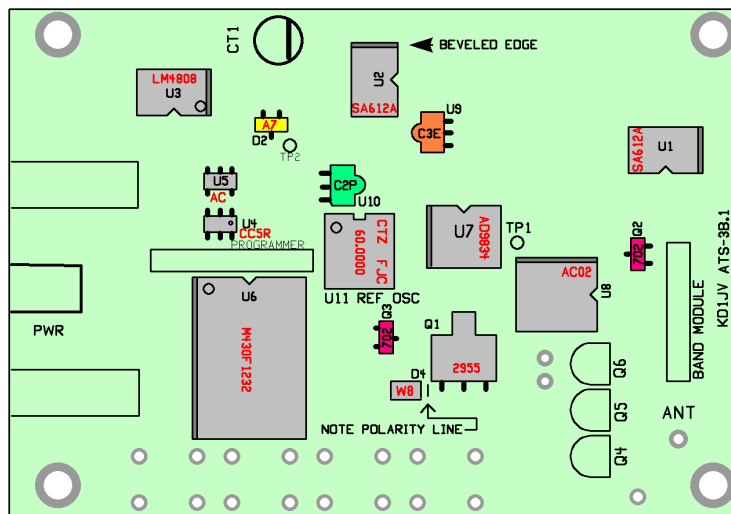 CT1
BEVELED EDGE
LM4808
U3
U2
SA612A
U9
C3E
A7
D2
TP2
SA612A
U1
U5
AC
C2P
U10
U4
CC5R
PROGRAMMER
CTZ FJC
60.0000
U11 REF OSC
U7
AD9834
TP1
Q2
702
AC02
U8
KD1JV ATS-3B.1
BAND MODULE
U6
M430F1232
PWR
Q3
702
Q1
2955
D4
W8
NOTE POLARITY LINE
Q6
Q5
Q4
ANT